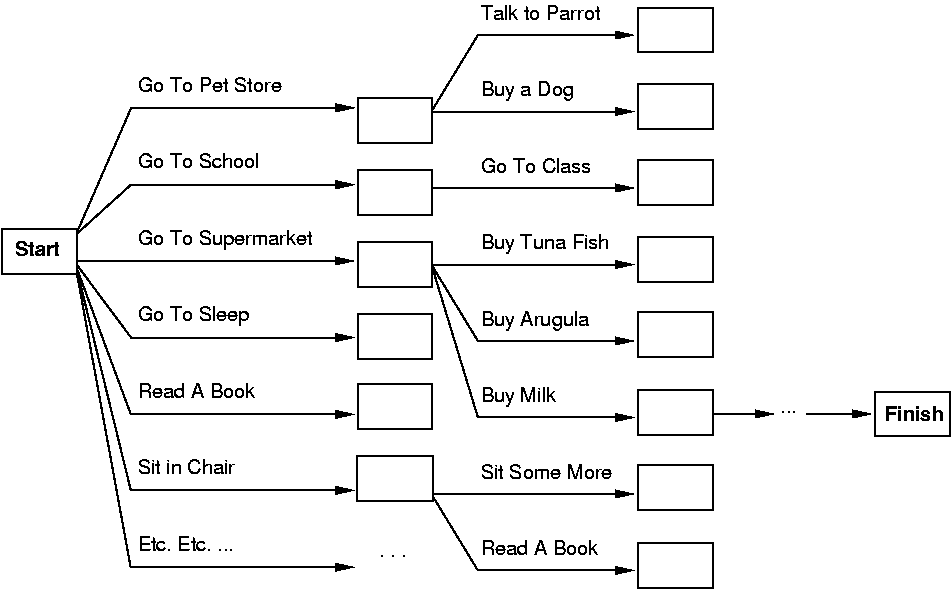 Talk to Parrot
Go To Pet Store
Buy a Dog
Go To School
Go To Class
Start
Go To Supermarket
Buy Tuna Fish
Go To Sleep
Buy Arugula
Read A Book
Buy Milk
...
Finish
Sit in Chair
Sit Some More
Etc. Etc. ...
. . .
Read A Book